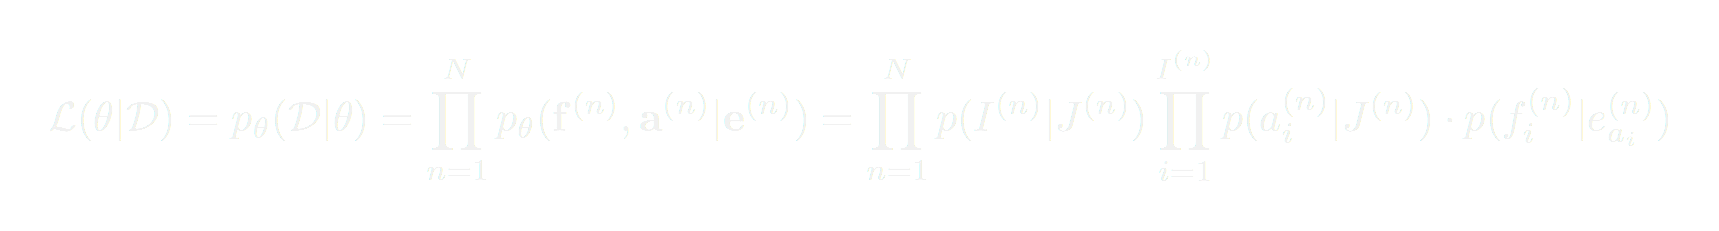 \mathcal{L}(\theta|\mathcal{D}) = p_\theta(\mathcal{D}|\theta) = \prod_{n=1}^{N} p_\theta(\mathbf{f}^{(n)}, \mathbf{a}^{(n)}|\mathbf{e}^{(n)}) = \prod_{n=1}^{N} p(I^{(n)}|J^{(n)}) \prod_{i=1}^{I^{(n)}} p(a_i^{(n)}|J^{(n)}) \cdot p(f_i^{(n)}|e_{a_i}^{(n)})